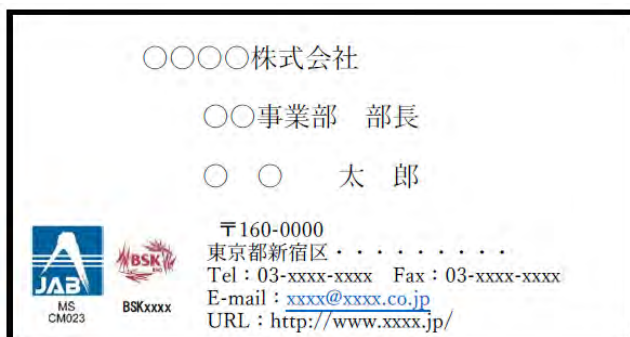 ○○○○株式会社
○○事業部　部長
○　○　　太　郎
〒160-0000
東京都新宿区・・・・・・・・・
Tel：03-xxxx-xxxx　Fax：03-xxxx-xxxx
E-mail：xxxx@xxxx.co.jp
URL：http://www.xxxx.jp/
JAB
MS
CM023
BSK
BSKxxxx